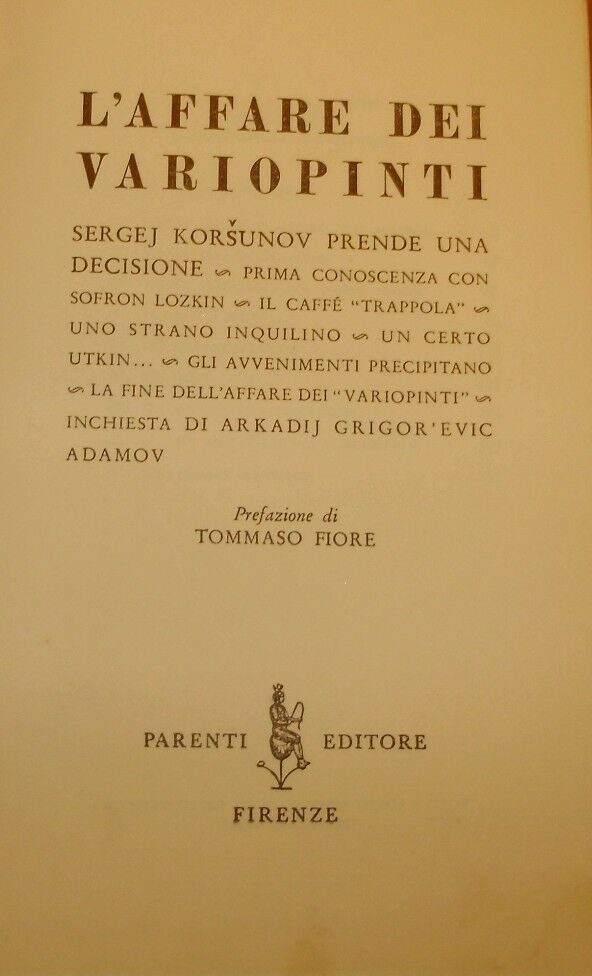 L'AFFARE DEI
VARIOPINTI
SERGEJ KORŠUNOV PRENDE UNA
DECISIONE ~ PRIMA CONOSCENZA CON
SOFRON LOZKIN ~ IL CAFFÉ "TRAPPOLA" ~
UNO STRANO INQUILINO ~ UN CERTO
UTKIN... ~ GLI AVVENIMENTI PRECIPITANO
~ LA FINE DELL'AFFARE DEI "VARIOPINTI" ~
INCHIESTA DI ARKADIJ GRIGOR'EVIC
ADAMOV
Prefazione di
TOMMASO FIORE
PARENTI EDITORE
FIRENZE